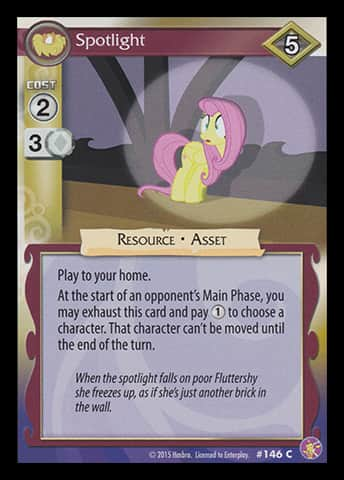 Spotlight
5
COST
2
3
RESOURCE • ASSET
Play to your home.
At the start of an opponent's Main Phase, you
may exhaust this card and pay 1 to choose a
character. That character can't be moved until
the end of the turn.
When the spotlight falls on poor Fluttershy
she freezes up, as if she's just another brick in
the wall.
© 2015 Hasbro. Licensed to Enterplay. #146 C